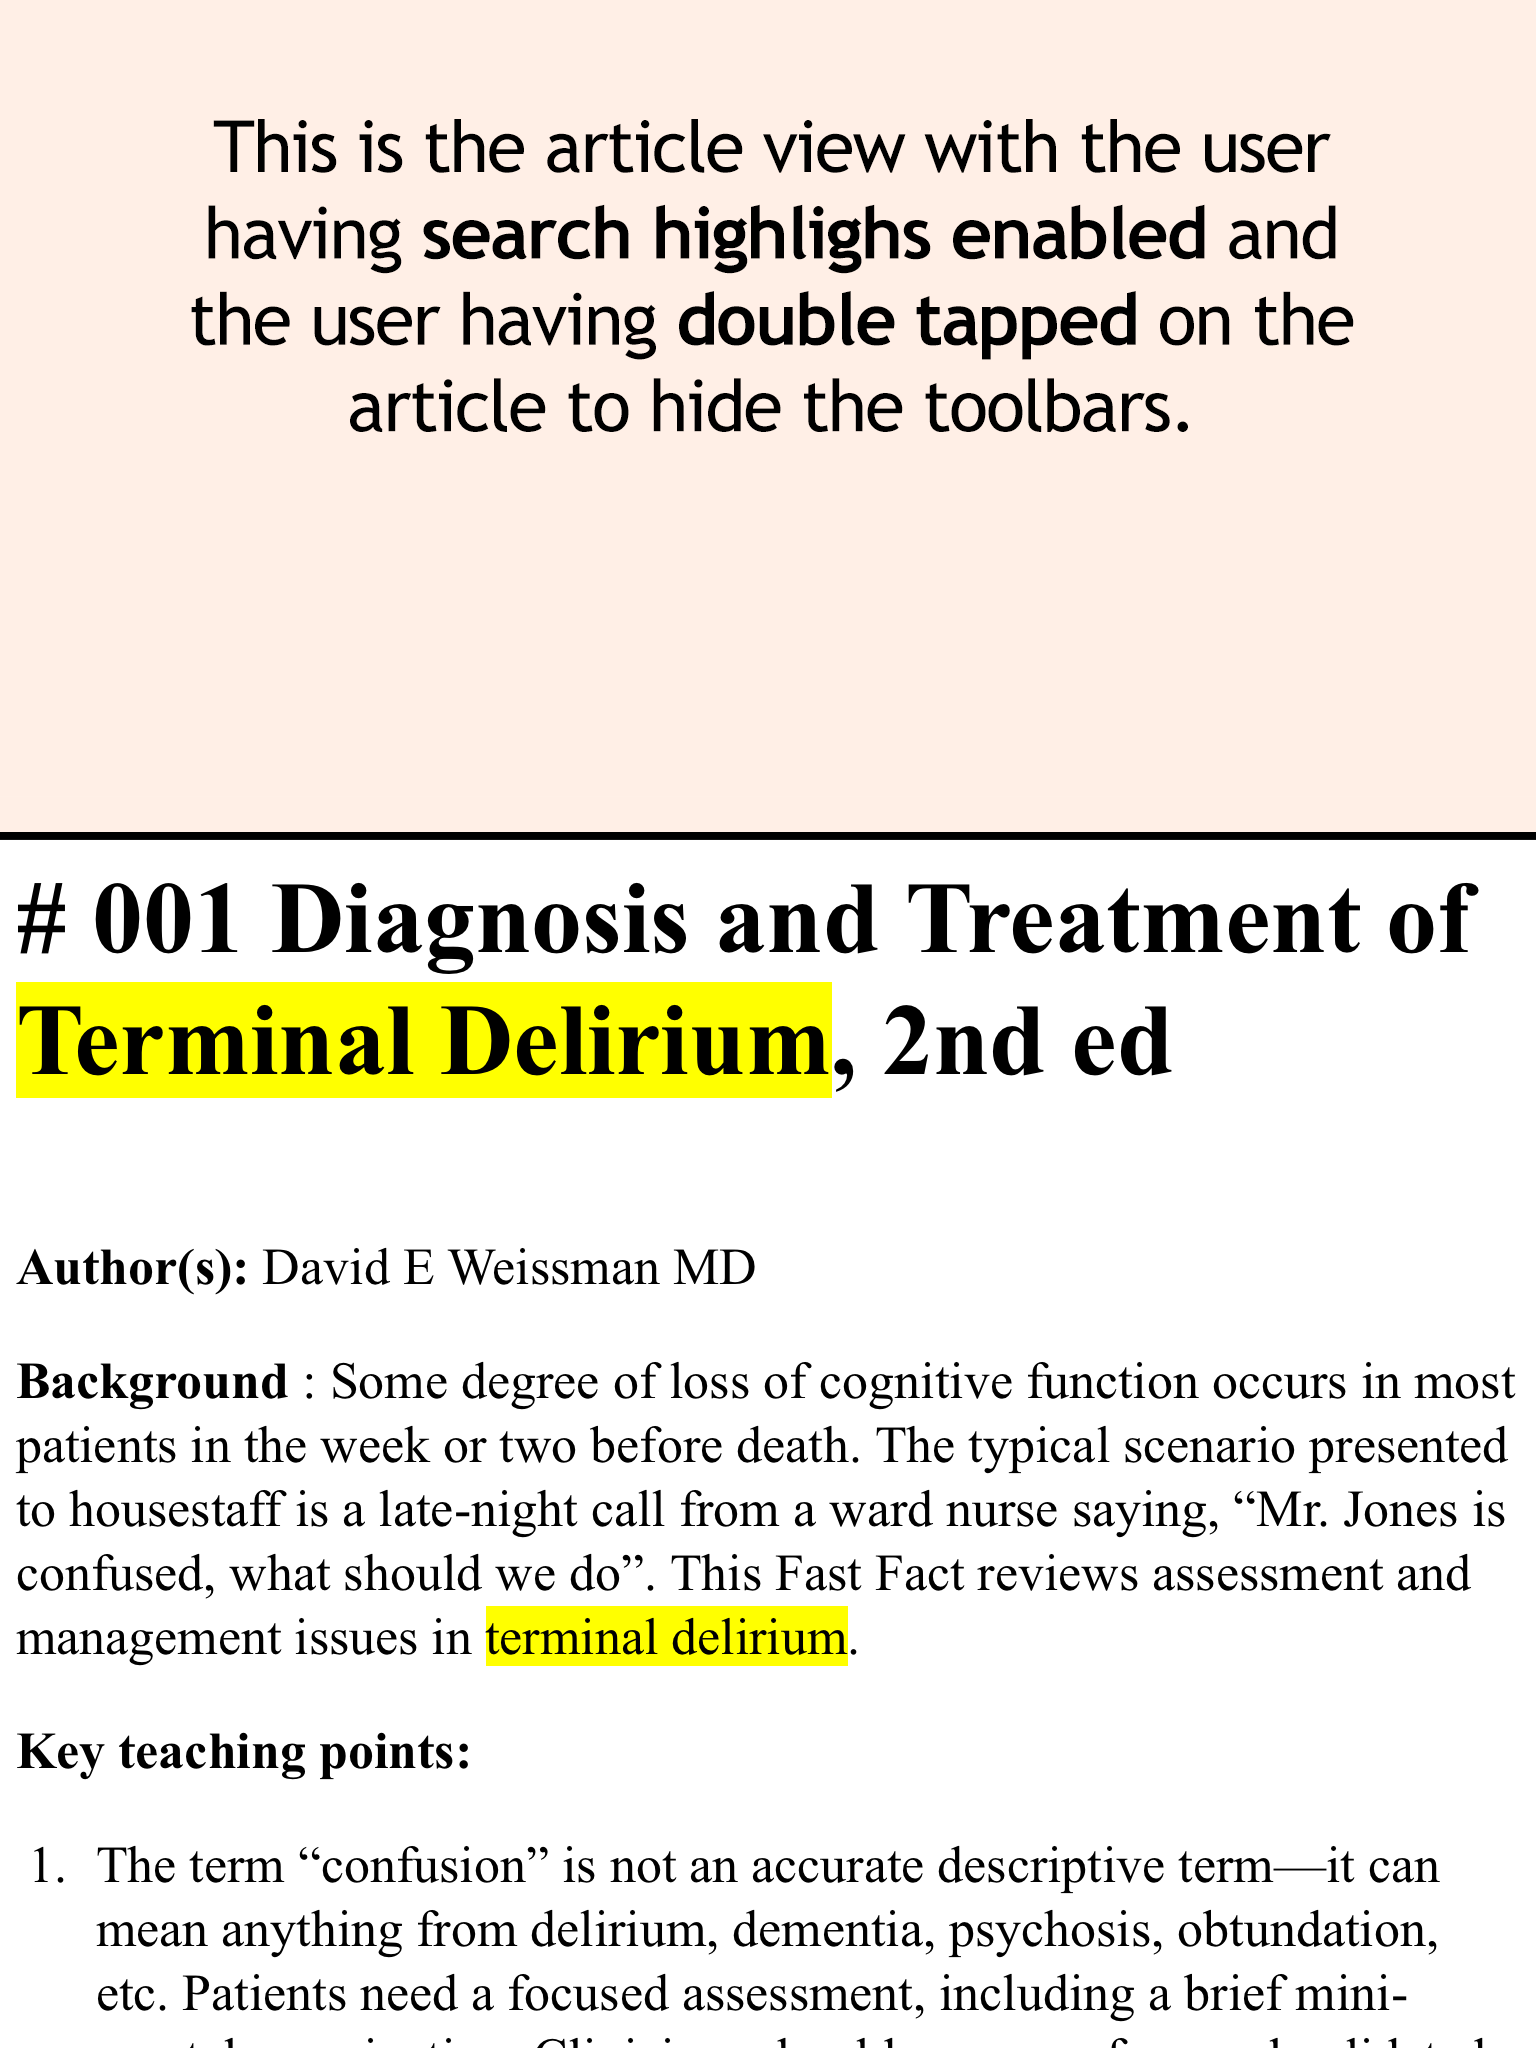 This is the article view with the user
having search highlighs enabled and
the user having double tapped on the
article to hide the toolbars.
# 001 Diagnosis and Treatment of
Terminal Delirium, 2nd ed
Author(s): David E Weissman MD
Background : Some degree of loss of cognitive function occurs in most
patients in the week or two before death. The typical scenario presented
to housestaff is a late-night call from a ward nurse saying, “Mr. Jones is
confused, what should we do”. This Fast Fact reviews assessment and
management issues in terminal delirium.
Key teaching points:
1. The term “confusion” is not an accurate descriptive term—it can
mean anything from delirium, dementia, psychosis, obtundation,
etc. Patients need a focused assessment, including a brief mini-